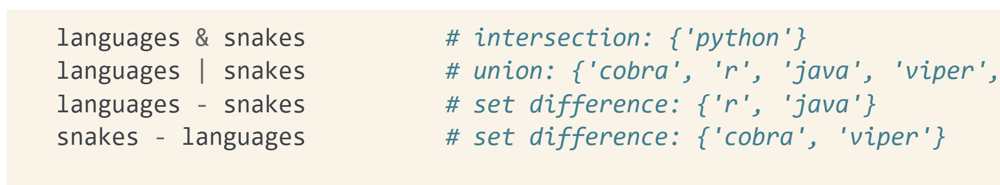 languages & snakes # intersection: {'python'}
languages | snakes # union: {'cobra', 'r', 'java', 'viper',
languages - snakes # set difference: {'r', 'java'}
snakes - languages # set difference: {'cobra', 'viper'}